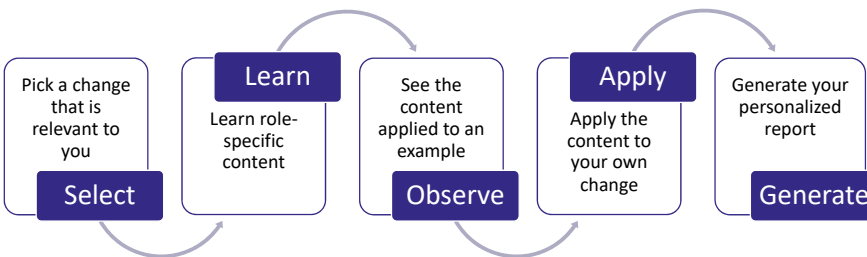 Pick a change
that is
relevant to
you
Select
Learn
Learn role-
specific
content
See the
content
applied to an
example
Observe
Apply
Apply the
content to
your own
change
Generate your
personalized
report
Generate